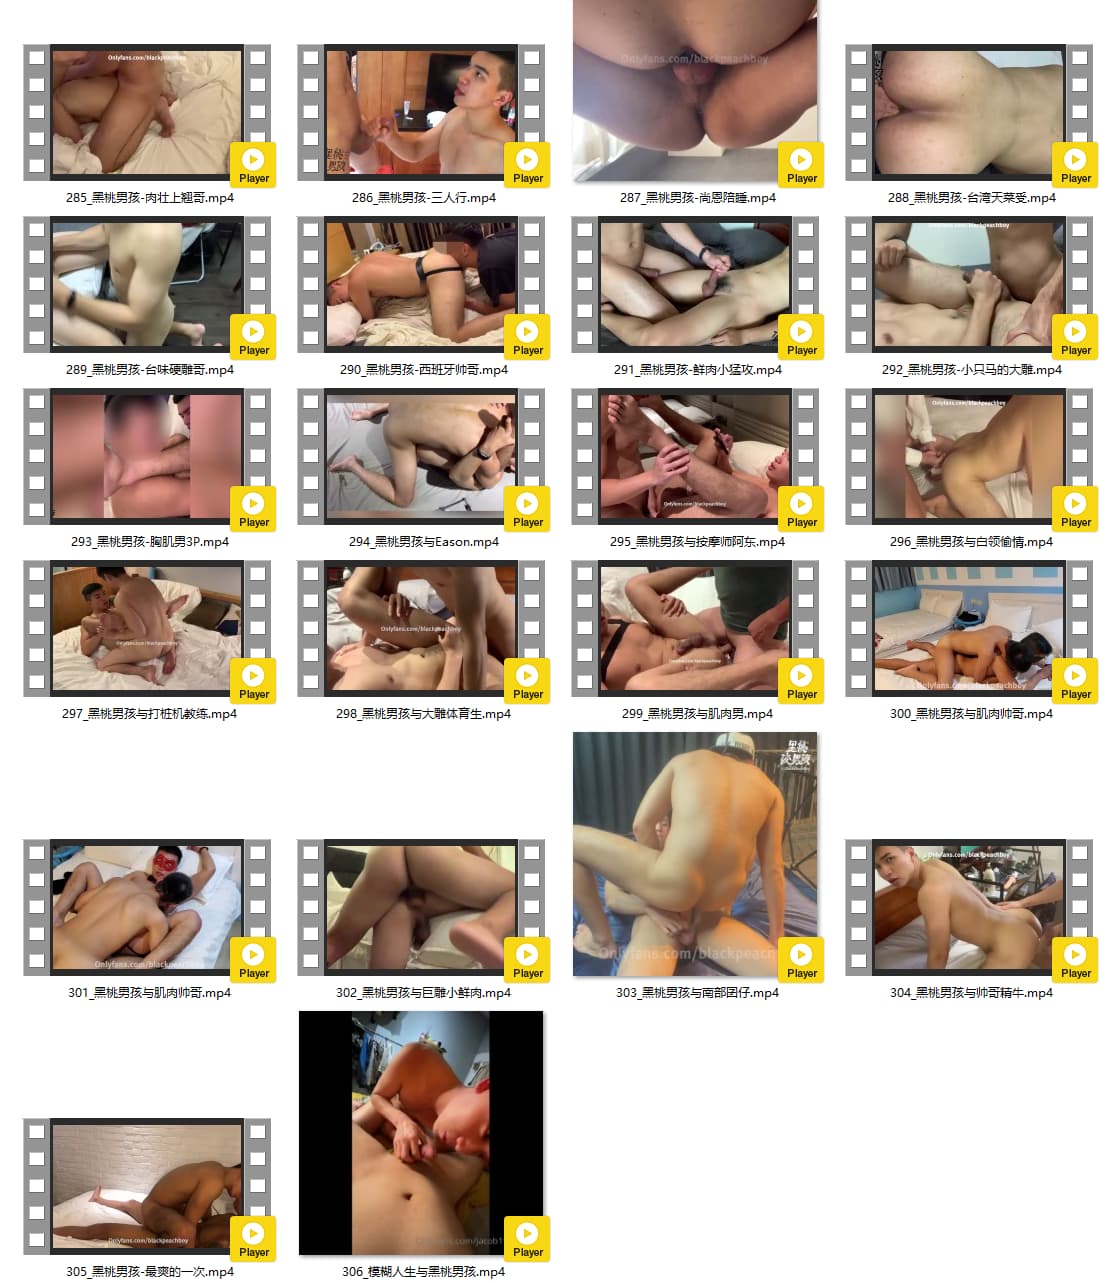 Onlyfans.com/blackpeachboy
Player
Player
Onlyfans.com/blackpeachboy
Player
Player
285_黑桃男孩-肉壮上翘哥.mp4
286_黑桃男孩-三人行.mp4
287_黑桃男孩-尚恩陪睡.mp4
288_黑桃男孩-台湾天菜受.mp4
Onlyfans.com/blackpeachboy
Player
Player
Player
Player
289_黑桃男孩-台味硬雕哥.mp4
290_黑桃男孩-西班牙帅哥.mp4
291_黑桃男孩-鲜肉小猛攻.mp4
292_黑桃男孩-小只马的大雕.mp4
Onlyfans.com/blackpeachboy
Onlyfans.com/blackpeachboy
Player
Player
Player
Player
293_黑桃男孩-胸肌男3P.mp4
294_黑桃男孩与Eason.mp4
295_黑桃男孩与按摩师阿东.mp4
296_黑桃男孩与白领偷情.mp4
Onlyfans.com/blackpeachboy
Onlyfans.com/blackpeachboy
Onlyfans.com/blackpeachboy
Onlyfans.com/blackpeachboy
Player
Player
Player
Player
297_黑桃男孩与打桩机教练.mp4
298_黑桃男孩与大雕体育生.mp4
299_黑桃男孩与肌肉男.mp4
300_黑桃男孩与肌肉帅哥.mp4
黑桃男孩
Onlyfans.com/blackpeachboy
Onlyfans.com/blackpeach
Onlyfans.com/blackpeachboy
Player
Player
Player
Player
301_黑桃男孩与肌肉帅哥.mp4
302_黑桃男孩与巨雕小鲜肉.mp4
303_黑桃男孩与南部囝仔.mp4
304_黑桃男孩与帅哥精牛.mp4
Onlyfans.com/blackpeachboy
Player
Player
305_黑桃男孩-最爽的一次.mp4
306_模糊人生与黑桃男孩.mp4